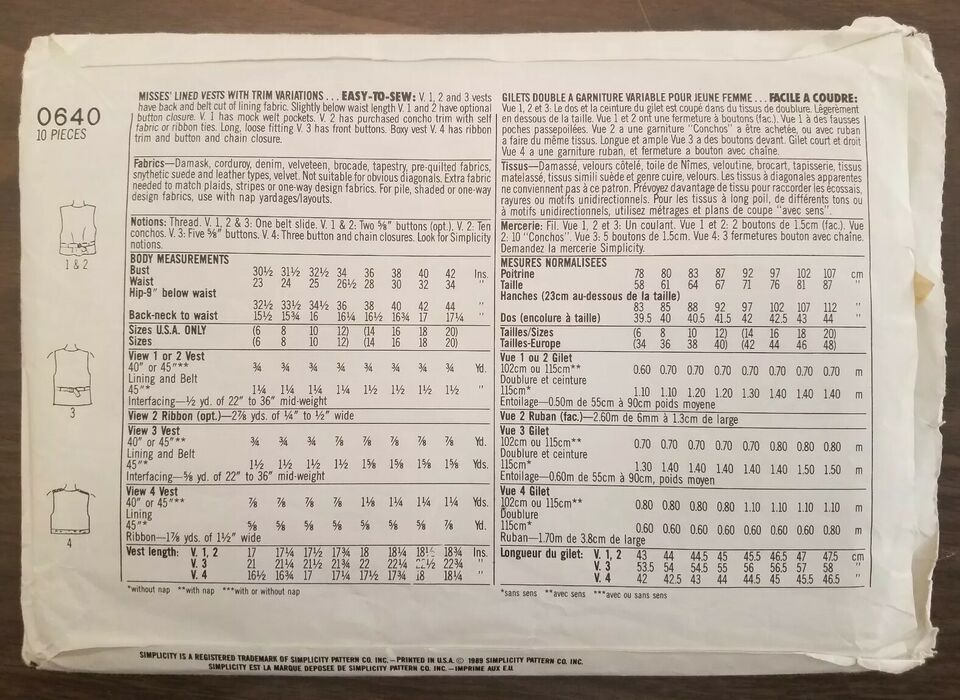 0640
10 PIECES
MISSES' LINED VESTS WITH TRIM VARIATIONS . . . EASY-TO-SEW: V. 1, 2 and 3 vests
have back and belt cut of lining fabric. Slightly below waist length V. 1 and 2 have optional
button closure. V. 1 has mock welt pockets. V. 2 has purchased concho trim with self
fabric or ribbon ties. Long, loose fitting V. 3 has front buttons. Boxy vest V. 4 has ribbon
trim and button and chain closure.
Fabrics—Damask, corduroy, denim, velveteen, brocade, tapestry, pre-quilted fabrics,
snythetic suede and leather types, velvet. Not suitable for obvious diagonals. Extra fabric
needed to match plaids, stripes or one-way design fabrics. For pile, shaded or one-way
design fabrics, use with nap yardages/layouts.
Notions: Thread. V. 1, 2 & 3: One belt slide. V. 1 & 2: Two 5/8" buttons (opt.). V. 2: Ten
conchos. V. 3: Five 5/8" buttons. V. 4: Three button and chain closures. Look for Simplicity
notions.
BODY MEASUREMENTS
Bust 30½ 31½ 32½ 34 36 38 40 42 Ins.
Waist 23 24 25 26½ 28 30 32 34 "
Hip-9" below waist
32½ 33½ 34½ 36 38 40 42 44 "
Back-neck to waist 15½ 15¾ 16 16¼ 16½ 16¾ 17 17¼ "
Sizes U.S.A. ONLY (6 8 10 12) (14 16 18 20)
Sizes (6 8 10 12) (14 16 18 20)
View 1 or 2 Vest
40" or 45"** ¾ ¾ ¾ ¾ ¾ ¾ ¾ ¾ Yd.
Lining and Belt
45"* 1¼ 1¼ 1¼ 1¼ 1½ 1½ 1½ 1½ "
Interfacing—½ yd. of 22" to 36" mid-weight
View 2 Ribbon (opt.)—2⅞ yds. of ¼" to ½" wide
View 3 Vest
40" or 45"** ¾ ¾ ¾ ⅞ ⅞ ⅞ ⅞ ⅞ Yd.
Lining and Belt
45"* 1½ 1½ 1½ 1½ 1⅝ 1⅝ 1⅝ 1⅝ Yds.
Interfacing—⅝ yd. of 22" to 36" mid-weight
View 4 Vest
40" or 45"** ⅞ ⅞ ⅞ ⅞ 1⅛ 1¼ 1¼ 1¼ Yds.
Lining
45"* ⅝ ⅝ ⅝ ⅝ ⅝ ⅝ ⅝ ⅞ Yd.
Ribbon—1⅞ yds. of 1½" wide
Vest length: V. 1, 2 17 17¼ 17½ 17¾ 18 18¼ 18½ 18¾ Ins.
V. 3 21 21¼ 21½ 21¾ 22 22¼ 22½ 22¾ "
V. 4 16½ 16¾ 17 17¼ 17½ 17¾ 18 18¼ "
*without nap **with nap ***with or without nap
1 & 2
3
4
GILETS DOUBLE A GARNITURE VARIABLE POUR JEUNE FEMME . . . FACILE A COUDRE:
Vue 1, 2 et 3. Le dos et la ceinture du gilet est coupé dans du tissus de doublure. Légèrement
en dessous de la taille. Vue 1 et 2 ont une fermeture à boutons (fac.). Vue 1 a des fausses
poches passepoilées. Vue 2 a une garniture "Conchos" a être achetée, ou avec ruban
a faire du même tissus. Longue et ample Vue 3 a des boutons devant. Gilet court et droit
Vue 4 a une garniture ruban, et fermeture a bouton avec chaîne.
Tissus—Damassé, velours côtelé, toile de Nîmes, veloutine, brocart, tapisserie, tissus
matelassé, tissus simili suède et genre cuire, velours. Les tissus à diagonales apparentes
ne conviennent pas à ce patron. Prévoyez davantage de tissu pour raccorder les écossais,
rayures ou motifs unidirectionnels. Pour les tissus à long poil, de différents tons ou
à motifs unidirectionnels, utilisez métrages et plans de coupe "avec sens".
Mercerie: Fil. Vue 1, 2 et 3: Un coulant. Vue 1 et 2: 2 boutons de 1.5cm (fac.). Vue
2: 10 "Conchos". Vue 3: 5 boutons de 1.5cm. Vue 4: 3 fermetures bouton avec chaîne.
Demandez la mercerie Simplicity.
MESURES NORMALISEES
Poitrine 78 80 83 87 92 97 102 107 cm
Taille 58 61 64 67 71 76 81 87 "
Hanches (23cm au-dessous de la taille)
83 85 88 92 97 102 107 112 "
Dos (encolure à taille) 39.5 40 40.5 41.5 42 42.5 43 44 "
Tailles/Sizes (6 8 10 12) (14 16 18 20)
Tailles-Europe (34 36 38 40) (42 44 46 48)
Vue 1 ou 2 Gilet
102cm ou 115cm** 0.60 0.70 0.70 0.70 0.70 0.70 0.70 0.70 m
Doublure et ceinture
115cm* 1.10 1.10 1.20 1.20 1.30 1.40 1.40 1.40 m
Entoilage—0.50m de 55cm à 90cm poids moyene
Vue 2 Ruban (fac.)—2.60m de 6mm à 1.3cm de large
Vue 3 Gilet
102cm ou 115cm** 0.70 0.70 0.70 0.70 0.70 0.80 0.80 0.80 m
Doublure et ceinture
115cm* 1.30 1.40 1.40 1.40 1.40 1.40 1.50 1.50 m
Entoilage—0.60m de 55cm à 90cm, poids moyen
Vue 4 Gilet
102cm ou 115cm** 0.80 0.80 0.80 0.80 1.10 1.10 1.10 1.10 m
Doublure
115cm* 0.60 0.60 0.60 0.60 0.60 0.60 0.60 0.80 m
Ruban—1.70m de 3.8cm de large
Longueur du gilet: V. 1, 2 43 44 44.5 45 45.5 46.5 47 47.5 cm
V. 3 53.5 54 54.5 55 56 56.5 57 58 "
V. 4 42 42.5 43 44 44.5 45 45.5 46.5 "
*sans sens **avec sens ***avec ou sans sens
SIMPLICITY IS A REGISTERED TRADEMARK OF SIMPLICITY PATTERN CO. INC.—PRINTED IN U.S.A. © 1989 SIMPLICITY PATTERN CO. INC.
SIMPLICITY EST LA MARQUE DEPOSEE DE SIMPLICITY PATTERN CO. INC.—IMPRIME AUX E.U.